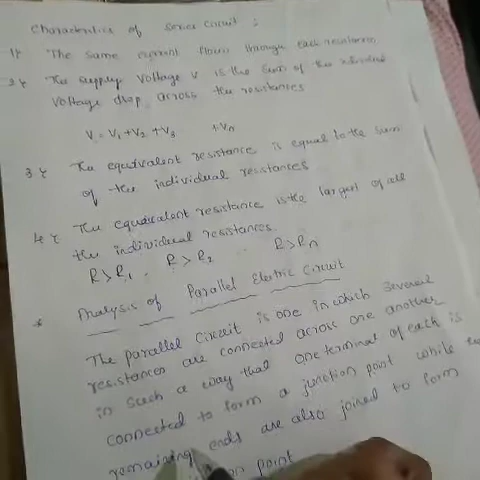 Characteristics of Series Circuit :
1) The same current flows through each resistance.
2) The supply voltage V is the sum of the individual
voltage drop across the resistances
V = V1 + V2 + V3 +Vn
3) The equivalent resistance is equal to the sum
of the individual resistances
4) The equivalent resistance is the largest of all
the individual resistances.
R>R1 R>R2 R>Rn
* Analysis of Parallel Electric Circuit
The parallel circuit is one in which several
resistances are connected across one another
in such a way that one terminal of each is
connected to form a junction point while the
remaining ends are also joined to form
point